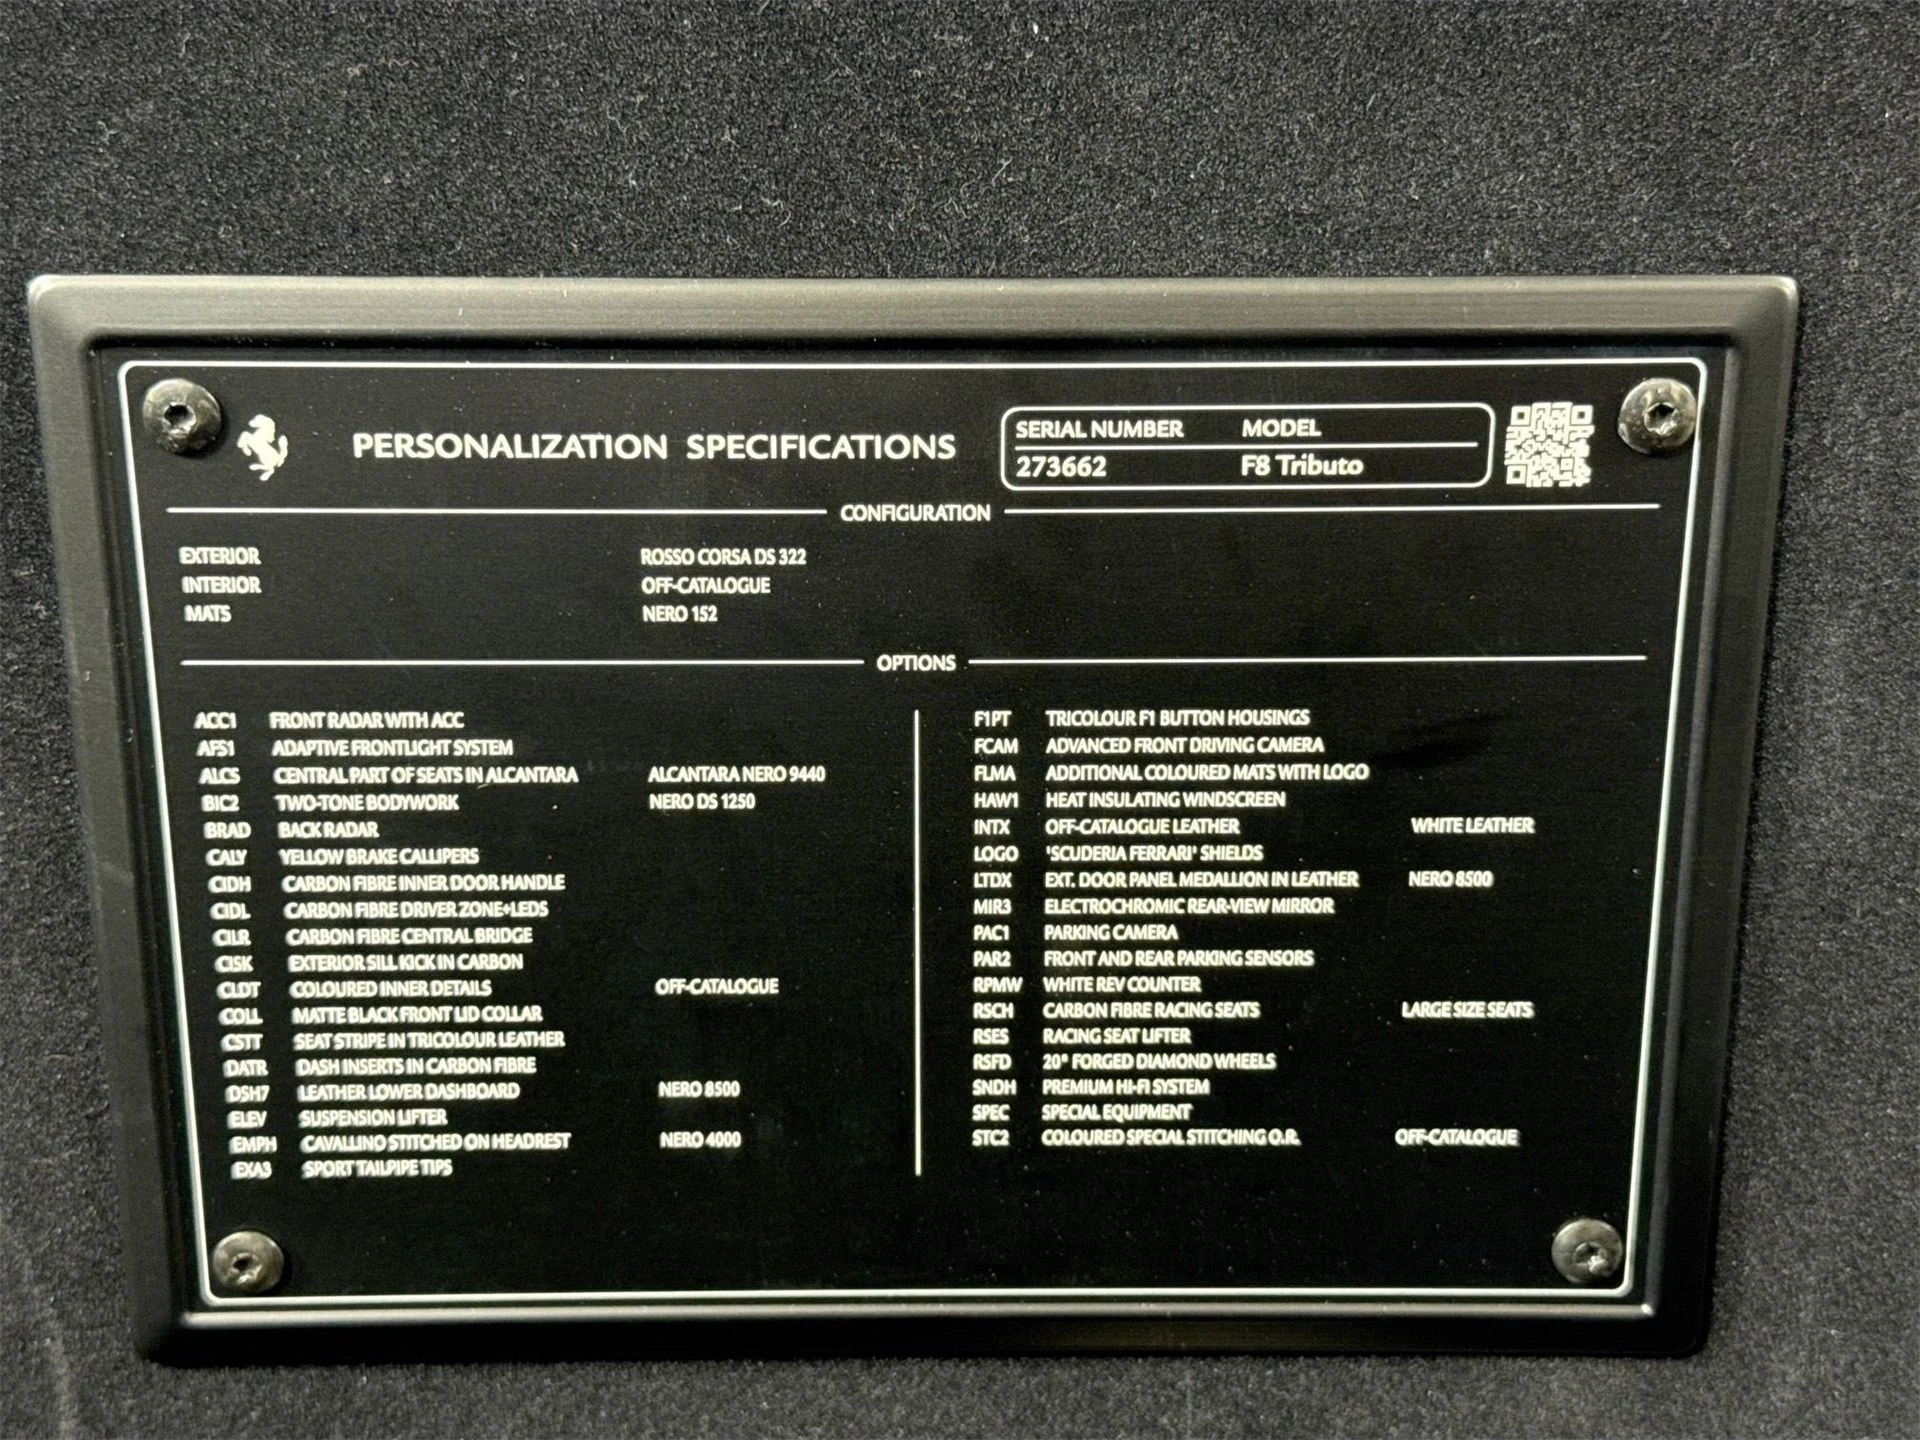 PERSONALIZATION SPECIFICATIONS
SERIAL NUMBER MODEL
273662 F8 Tributo
CONFIGURATION
EXTERIOR ROSSO CORSA DS 322
INTERIOR OFF-CATALOGUE
MATS NERO 152
OPTIONS
ACC1 FRONT RADAR WITH ACC
AFS1 ADAPTIVE FRONTLIGHT SYSTEM
ALCS CENTRAL PART OF SEATS IN ALCANTARA ALCANTARA NERO 9440
BIC2 TWO-TONE BODYWORK NERO DS 1250
BRAD BACK RADAR
CALY YELLOW BRAKE CALLIPERS
CIDH CARBON FIBRE INNER DOOR HANDLE
CIDL CARBON FIBRE DRIVER ZONE+LEDS
CILR CARBON FIBRE CENTRAL BRIDGE
CISK EXTERIOR SILL KICK IN CARBON
CLDT COLOURED INNER DETAILS OFF-CATALOGUE
COLL MATTE BLACK FRONT LID COLLAR
CSTT SEAT STRIPE IN TRICOLOUR LEATHER
DATR DASH INSERTS IN CARBON FIBRE
DSH7 LEATHER LOWER DASHBOARD NERO 8500
ELEV SUSPENSION LIFTER
EMPH CAVALLINO STITCHED ON HEADREST NERO 4000
EXA3 SPORT TAILPIPE TIPS
F1PT TRICOLOUR F1 BUTTON HOUSINGS
FCAM ADVANCED FRONT DRIVING CAMERA
FLMA ADDITIONAL COLOURED MATS WITH LOGO
HAW1 HEAT INSULATING WINDSCREEN
INTX OFF-CATALOGUE LEATHER WHITE LEATHER
LOGO 'SCUDERIA FERRARI' SHIELDS
LTDX EXT. DOOR PANEL MEDALLION IN LEATHER NERO 8500
MIR3 ELECTROCHROMIC REAR-VIEW MIRROR
PAC1 PARKING CAMERA
PAR2 FRONT AND REAR PARKING SENSORS
RPMW WHITE REV COUNTER
RSCH CARBON FIBRE RACING SEATS LARGE SIZE SEATS
RSES RACING SEAT LIFTER
RSFD 20" FORGED DIAMOND WHEELS
SNDH PREMIUM HI-FI SYSTEM
SPEC SPECIAL EQUIPMENT
STC2 COLOURED SPECIAL STITCHING O.R. OFF-CATALOGUE